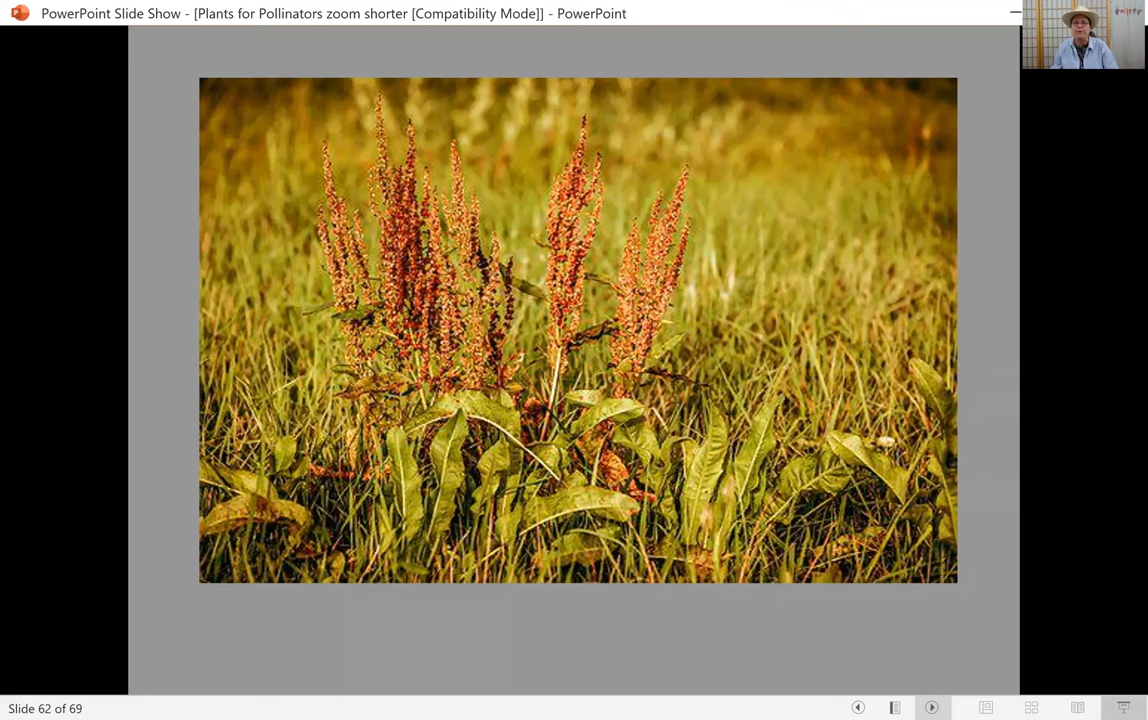 PowerPoint Slide Show - [Plants for Pollinators zoom shorter [Compatibility Mode]] - PowerPoint
Slide 62 of 69